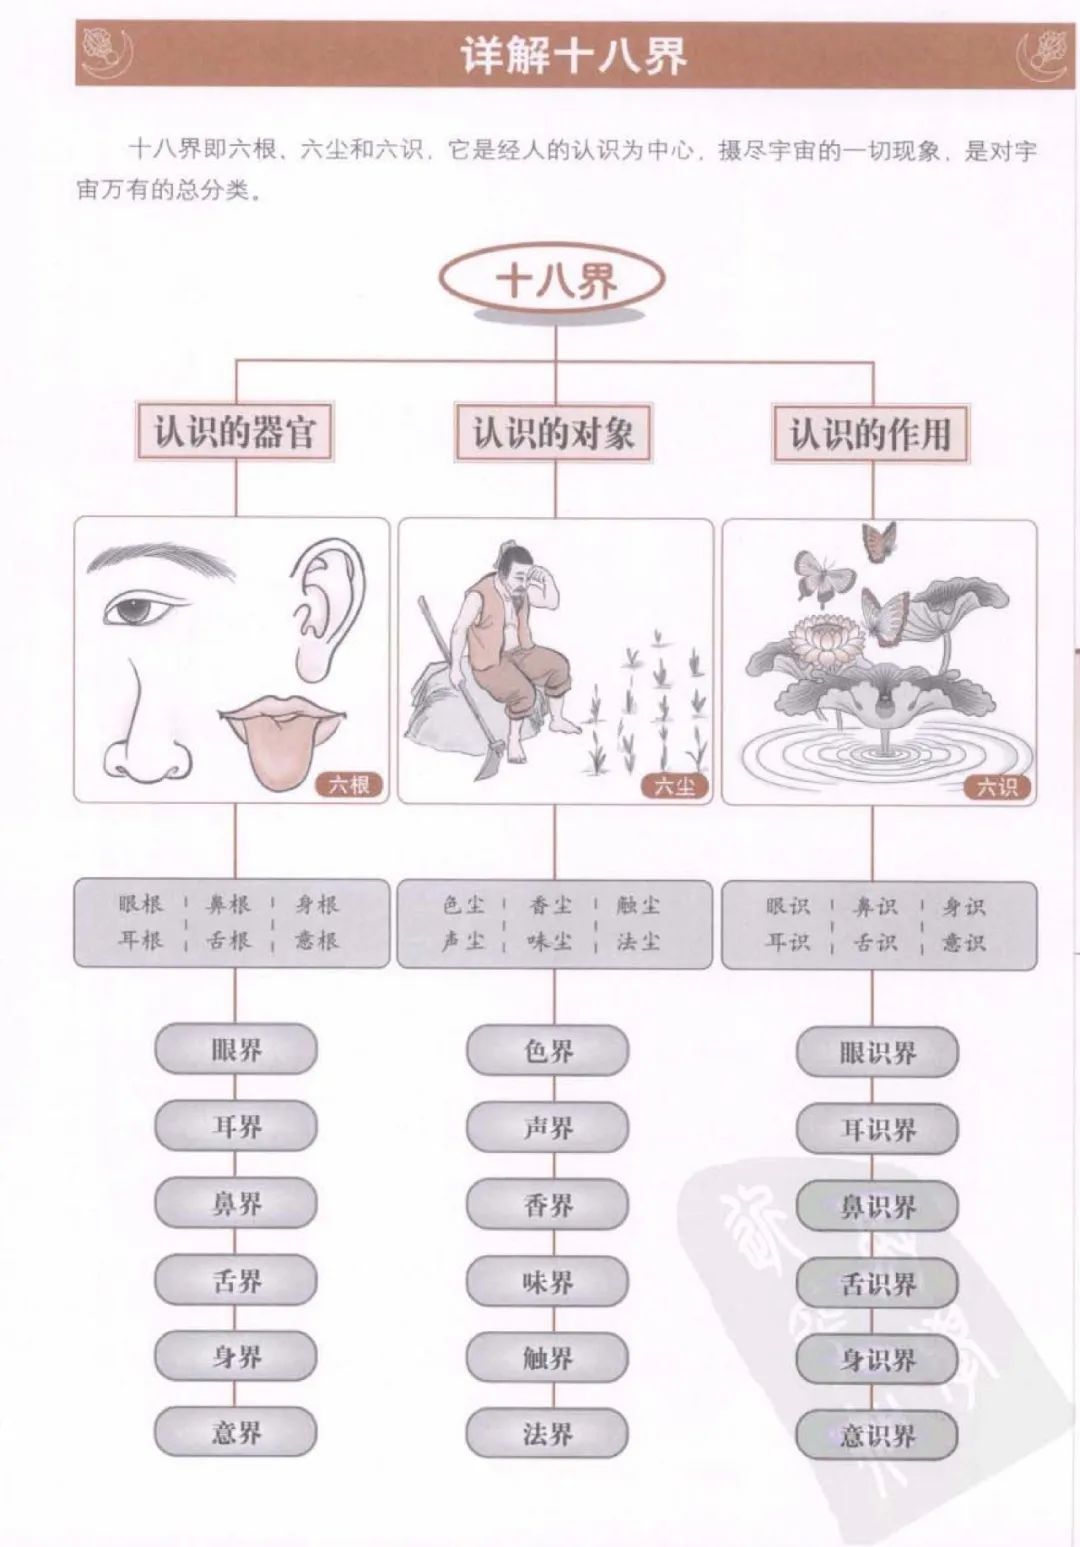 详解十八界
十八界即六根、六尘和六识，它是经人的认识为中心，摄尽宇宙的一切现象，是对宇
宙万有的总分类。
十八界
认识的器官
认识的对象
认识的作用
六根
六尘
六识
眼根 鼻根 身根
耳根 舌根 意根
色尘 香尘 触尘
声尘 味尘 法尘
眼识 鼻识 身识
耳识 舌识 意识
眼界
耳界
鼻界
舌界
身界
意界
色界
声界
香界
味界
触界
法界
眼识界
耳识界
鼻识界
舌识界
身识界
意识界